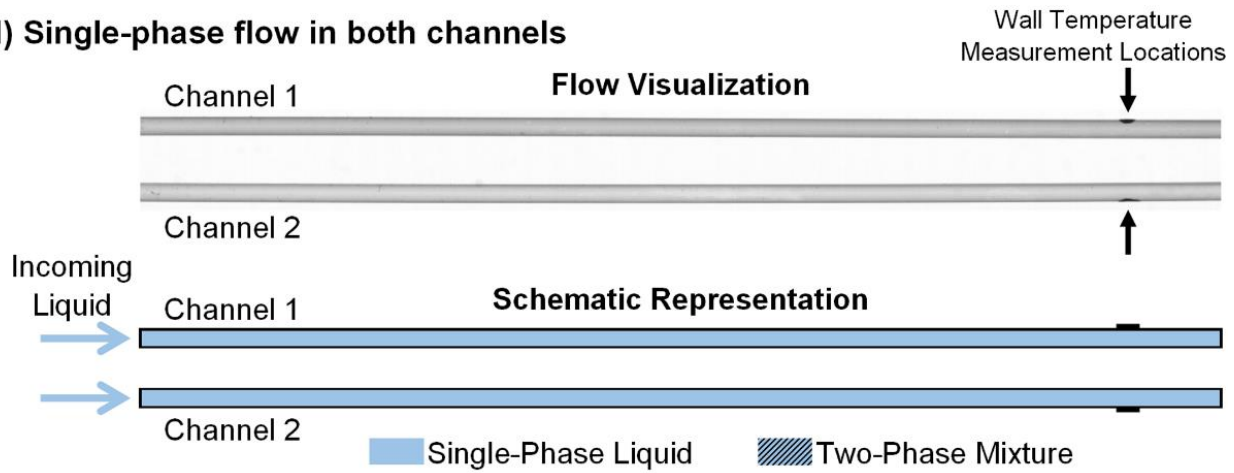 ) Single-phase flow in both channels
Wall Temperature
Measurement Locations
Channel 1
Flow Visualization
Channel 2
Incoming
Liquid
Channel 1
Schematic Representation
Channel 2
Single-Phase Liquid
Two-Phase Mixture